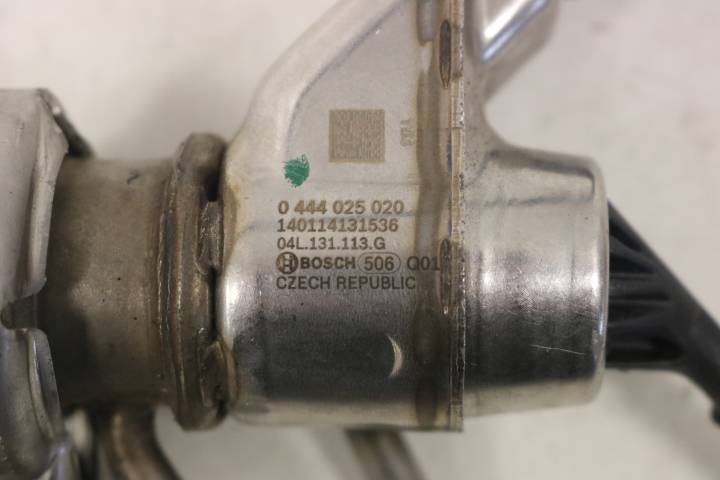 0 444 025 020
140114131536
04L.131.113.G
BOSCH 506 Q01
CZECH REPUBLIC